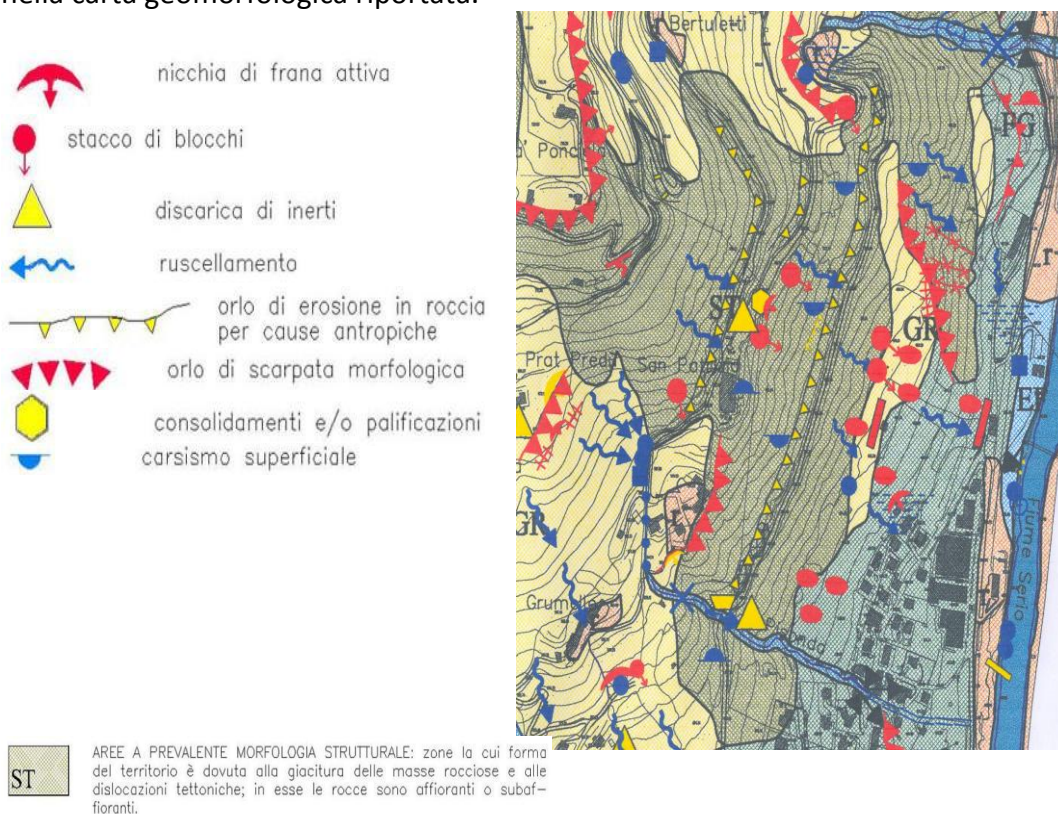 nella carta geomorfologica riportata.
nicchia di frana attiva
stacco di blocchi
discarica di inerti
ruscellamento
orlo di erosione in roccia
per cause antropiche
orlo di scarpata morfologica
consolidamenti e/o palificazioni
carsismo superficiale
Bertuletti
PG
ST
GR
Prat Preda
San
GR
Fiume Serio
ST
AREE A PREVALENTE MORFOLOGIA STRUTTURALE: zone la cui forma
del territorio è dovuta alla giacitura delle masse rocciose e alle
dislocazioni tettoniche; in esse le rocce sono affioranti o subaf-
fioranti.